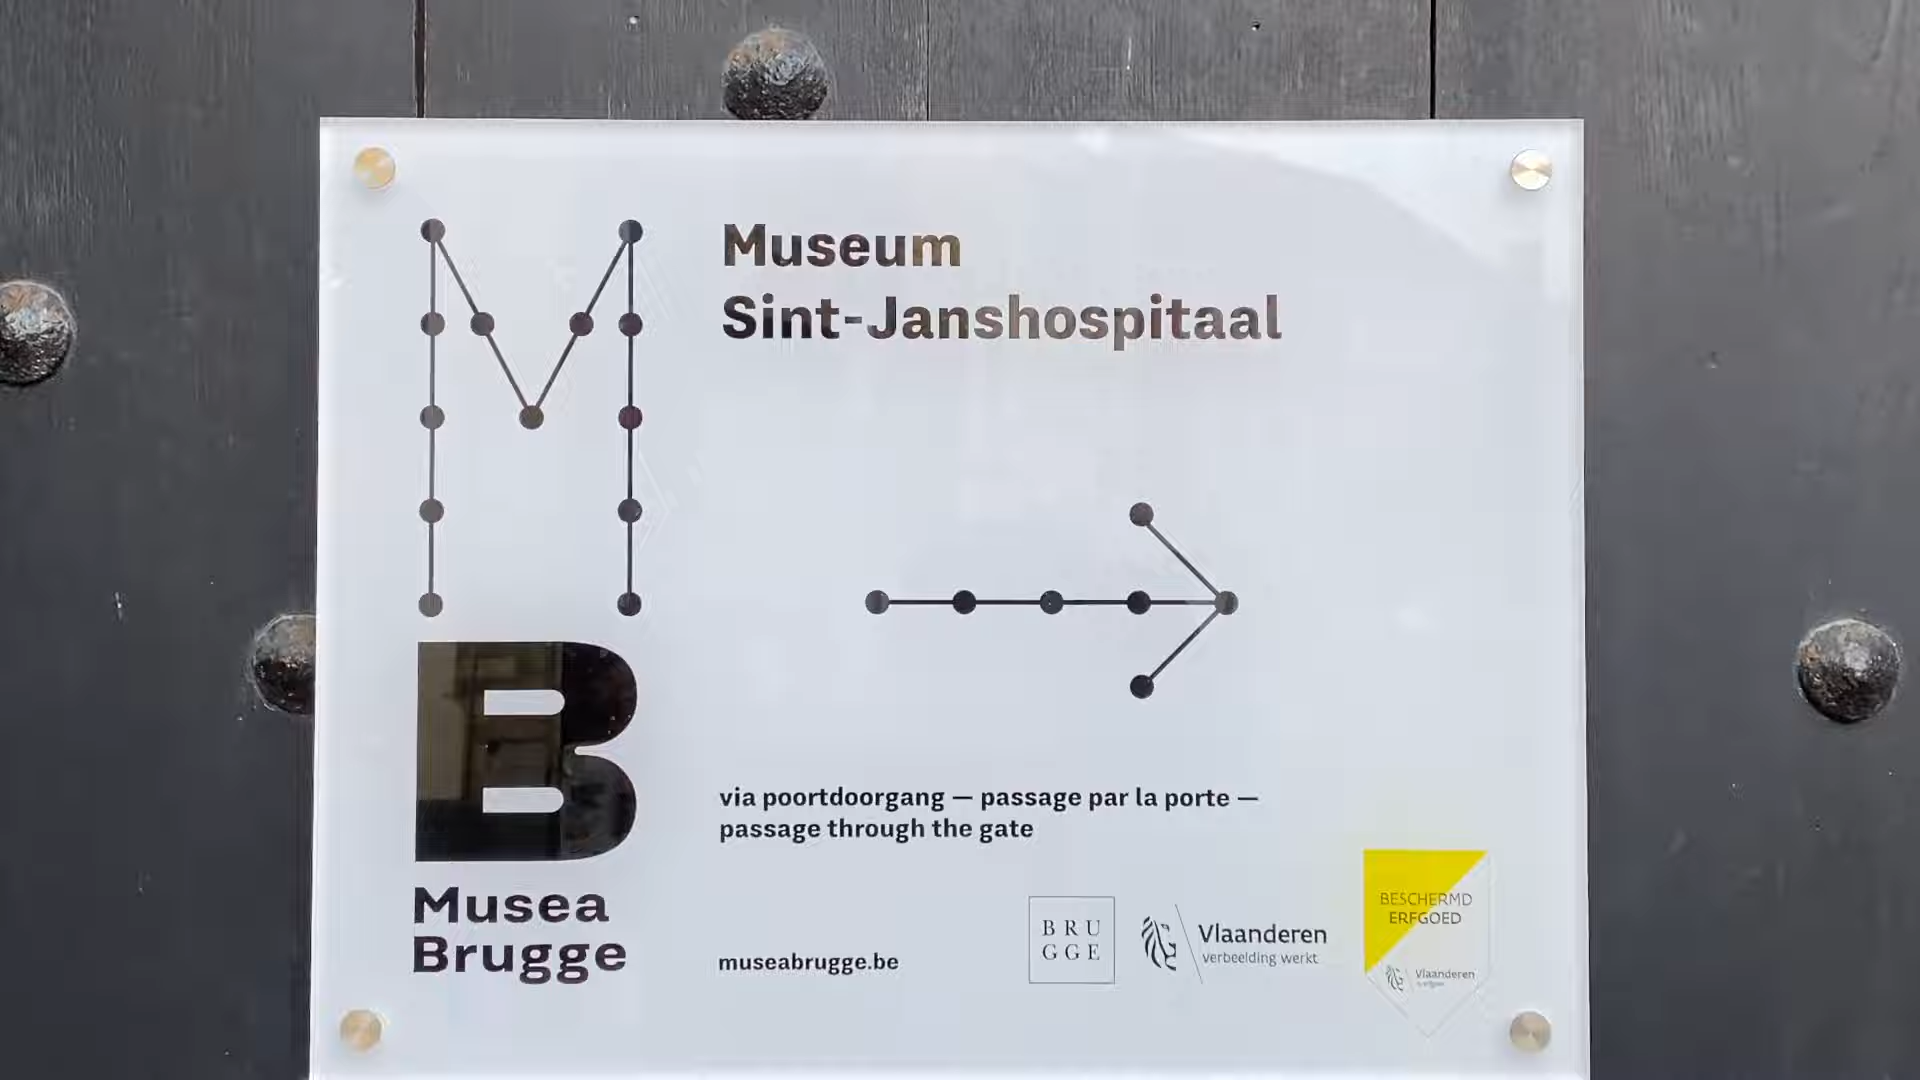 Museum
Sint-Janshospitaal
via poortdoorgang — passage par la porte —
passage through the gate
M
B
Musea
Brugge
museabrugge.be
BRU
GGE
Vlaanderen
verbeelding werkt
BESCHERMD
ERFGOED
Vlaanderen